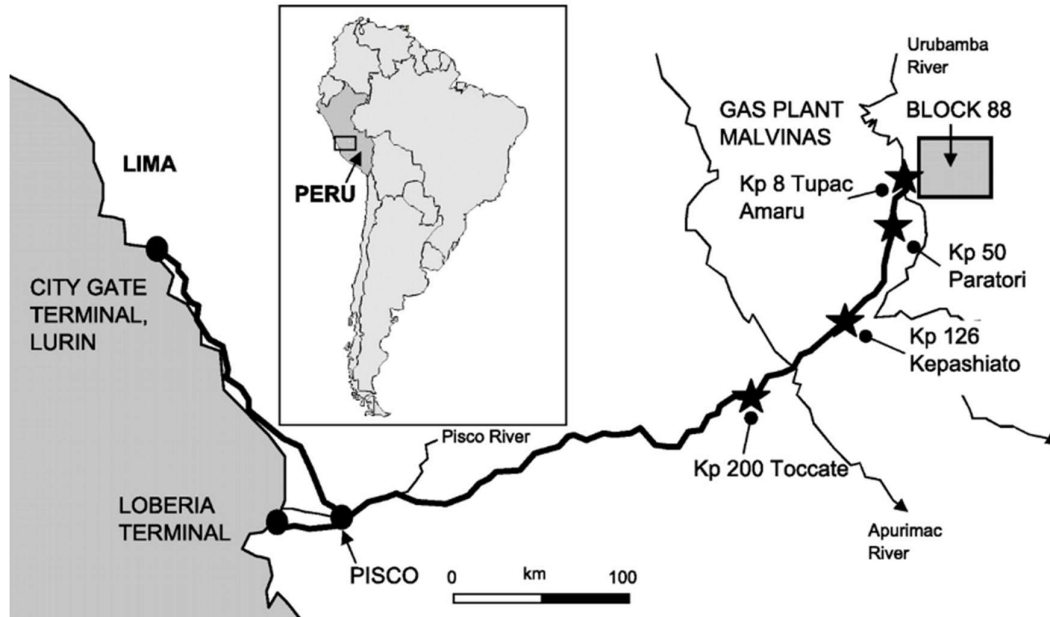 Urubamba
River
GAS PLANT
MALVINAS
BLOCK 88
LIMA
PERU
Kp 8 Tupac
Amaru
Kp 50
Paratori
CITY GATE
TERMINAL,
LURIN
Kp 126
Kepashiato
Pisco River
Kp 200 Toccate
LOBERIA
TERMINAL
Apurimac
River
PISCO
0 km 100